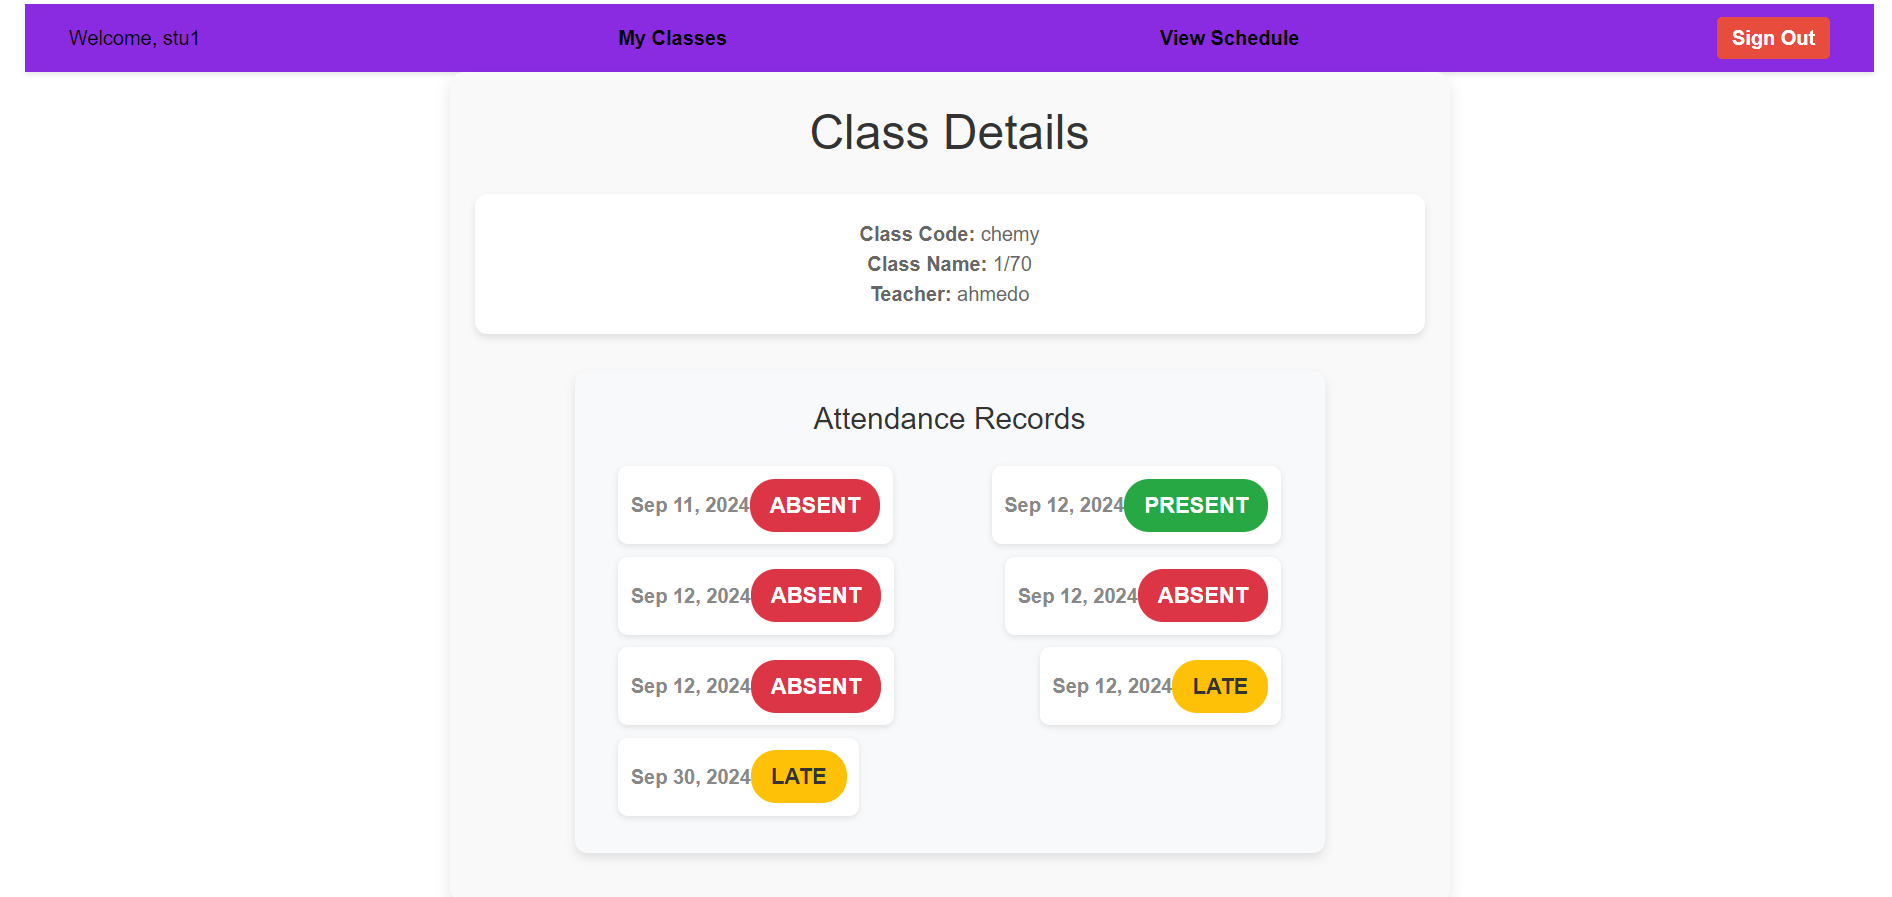 Welcome, stu1
My Classes
View Schedule
Sign Out
Class Details
Class Code: chemy
Class Name: 1/70
Teacher: ahmedo
Attendance Records
Sep 11, 2024 ABSENT
Sep 12, 2024 PRESENT
Sep 12, 2024 ABSENT
Sep 12, 2024 ABSENT
Sep 12, 2024 ABSENT
Sep 12, 2024 LATE
Sep 30, 2024 LATE